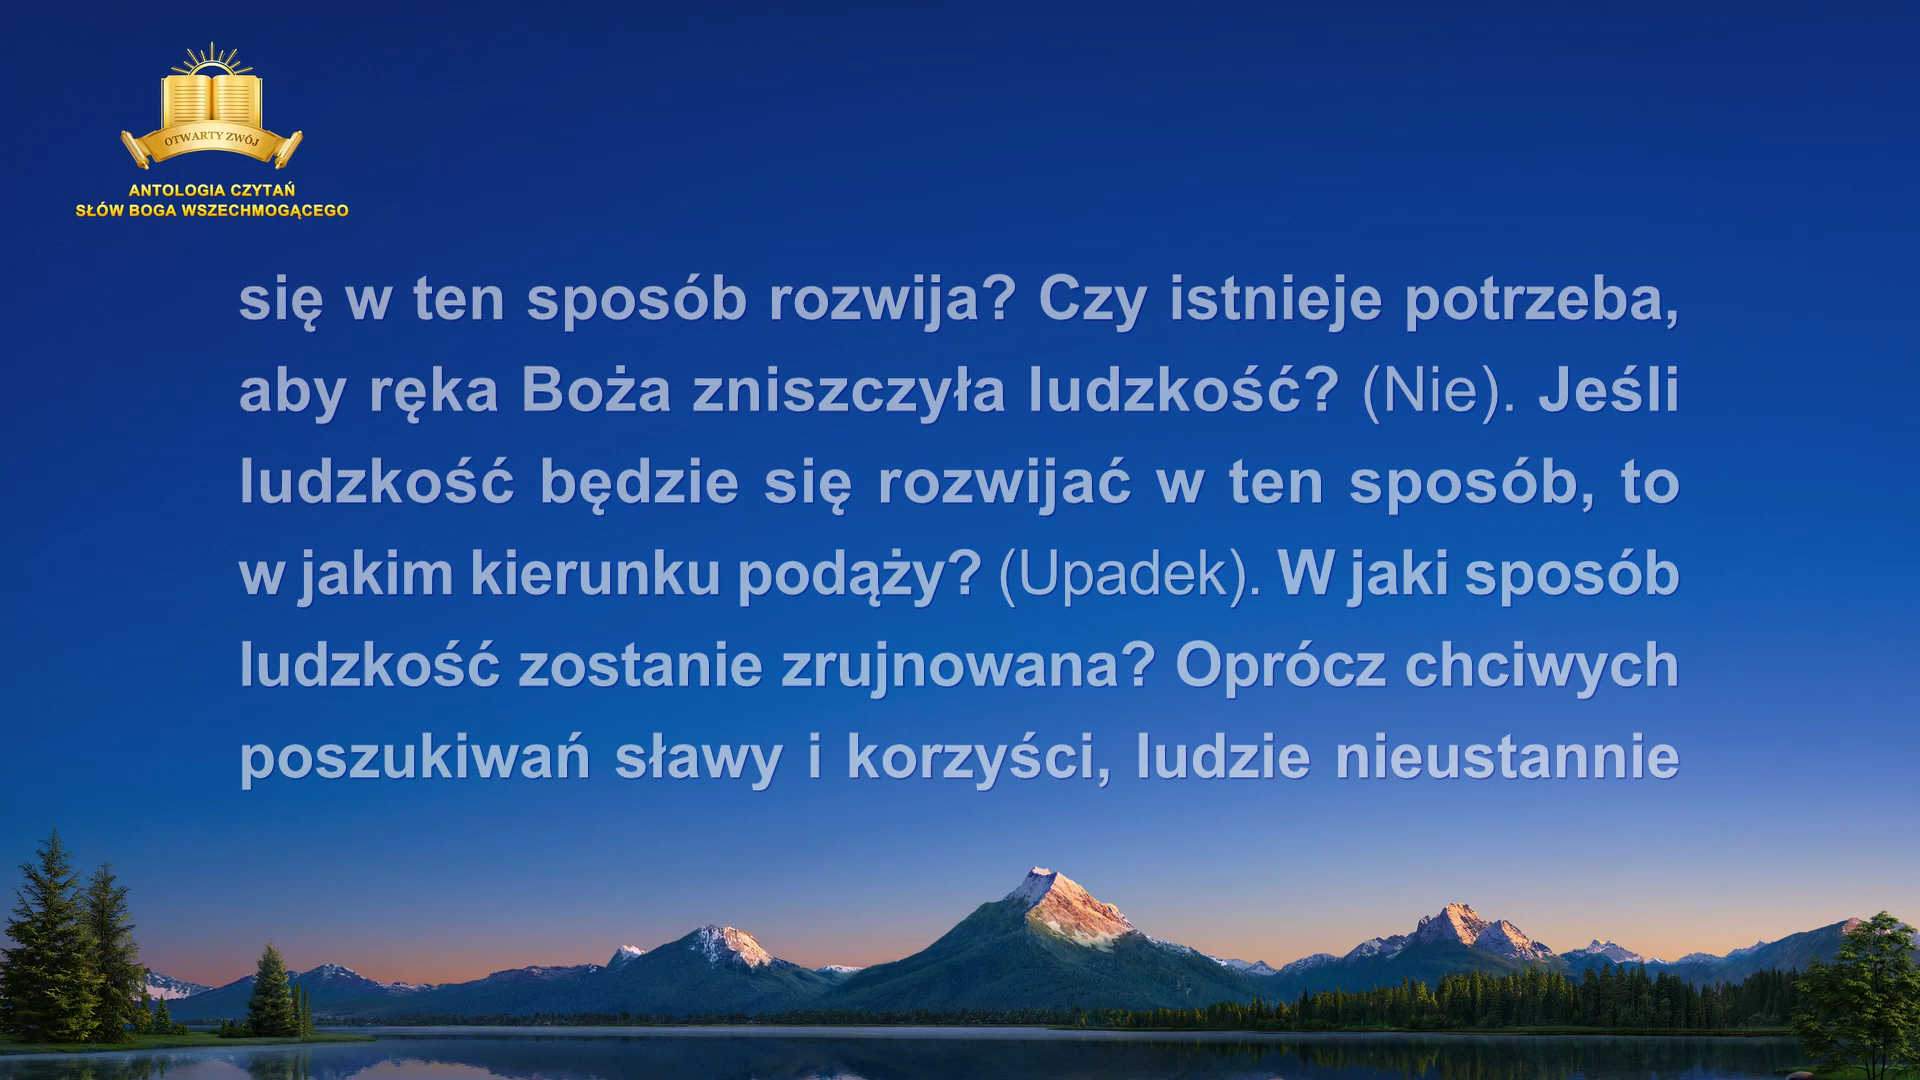 OTWARTY ZWÓJ
ANTOLOGIA CZYTAŃ
SŁÓW BOGA WSZECHMOGĄCEGO
się w ten sposób rozwija? Czy istnieje potrzeba,
aby ręka Boża zniszczyła ludzkość? (Nie). Jeśli
ludzkość będzie się rozwijać w ten sposób, to
w jakim kierunku podąży? (Upadek). W jaki sposób
ludzkość zostanie zrujnowana? Oprócz chciwych
poszukiwań sławy i korzyści, ludzie nieustannie